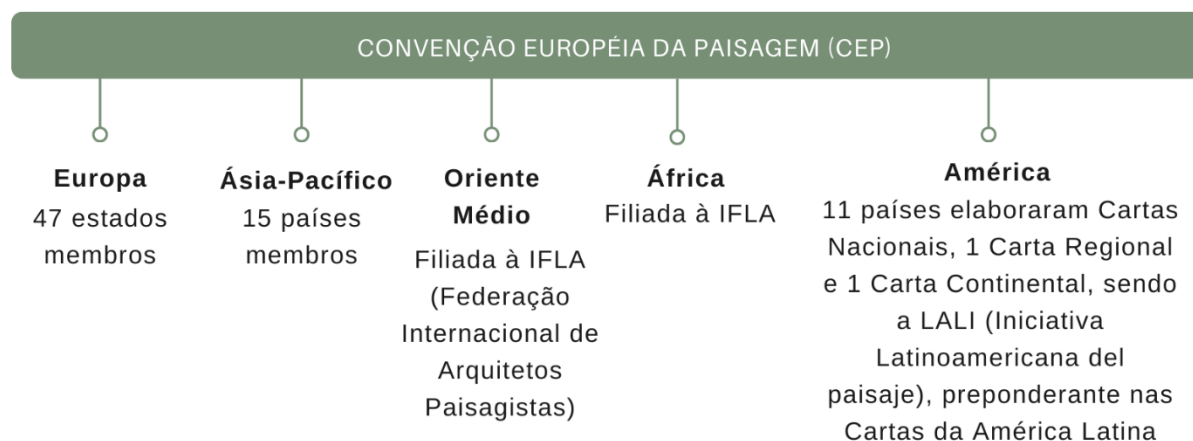 CONVENÇÃO EUROPÉIA DA PAISAGEM (CEP)
Europa
47 estados
membros
Ásia-Pacífico
15 países
membros
Oriente
Médio
Filiada à IFLA
(Federação
Internacional de
Arquitetos
Paisagistas)
África
Filiada à IFLA
América
11 países elaboraram Cartas
Nacionais, 1 Carta Regional
e 1 Carta Continental, sendo
a LALI (Iniciativa
Latinoamericana del
paisaje), preponderante nas
Cartas da América Latina